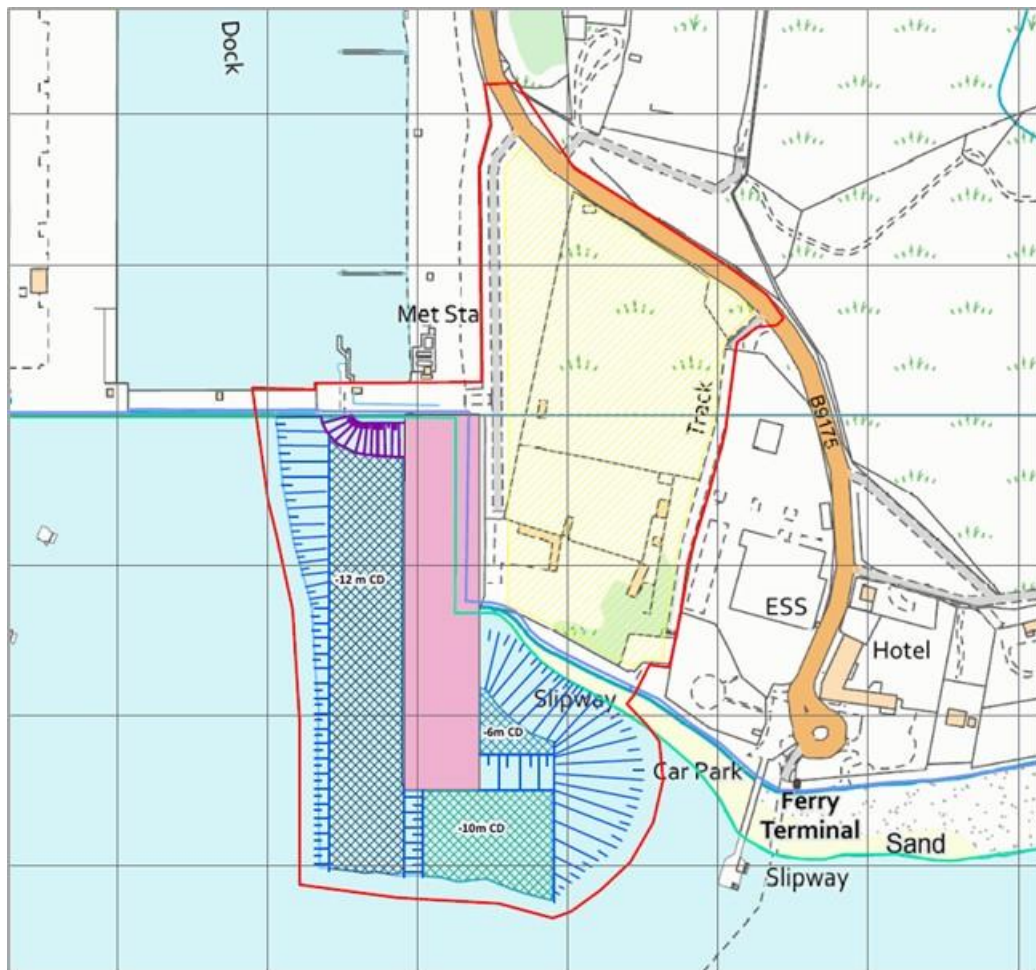 Dock
Met Sta
B9175
Track
-12 m CD
ESS
Hotel
Slipway
-6m CD
Car Park
Ferry
Terminal
-10m CD
Sand
Slipway